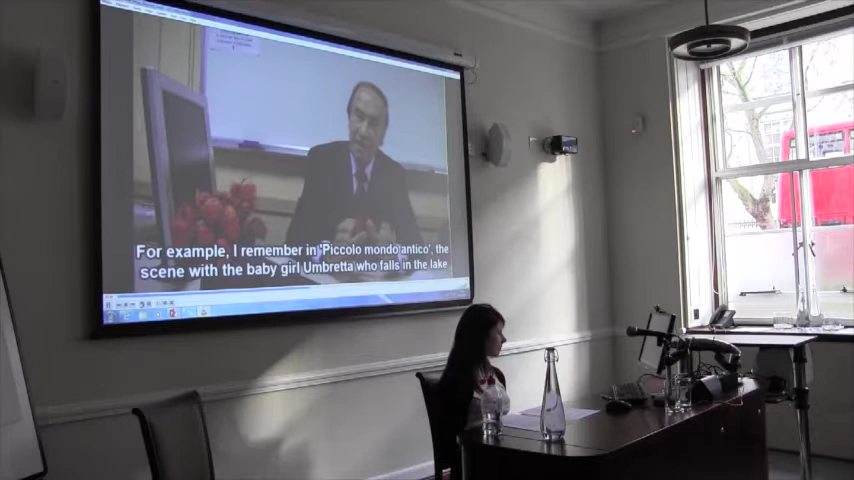 For example, I remember in 'Piccolo mondo antico', the
scene with the baby girl Umbretta who falls in the lake